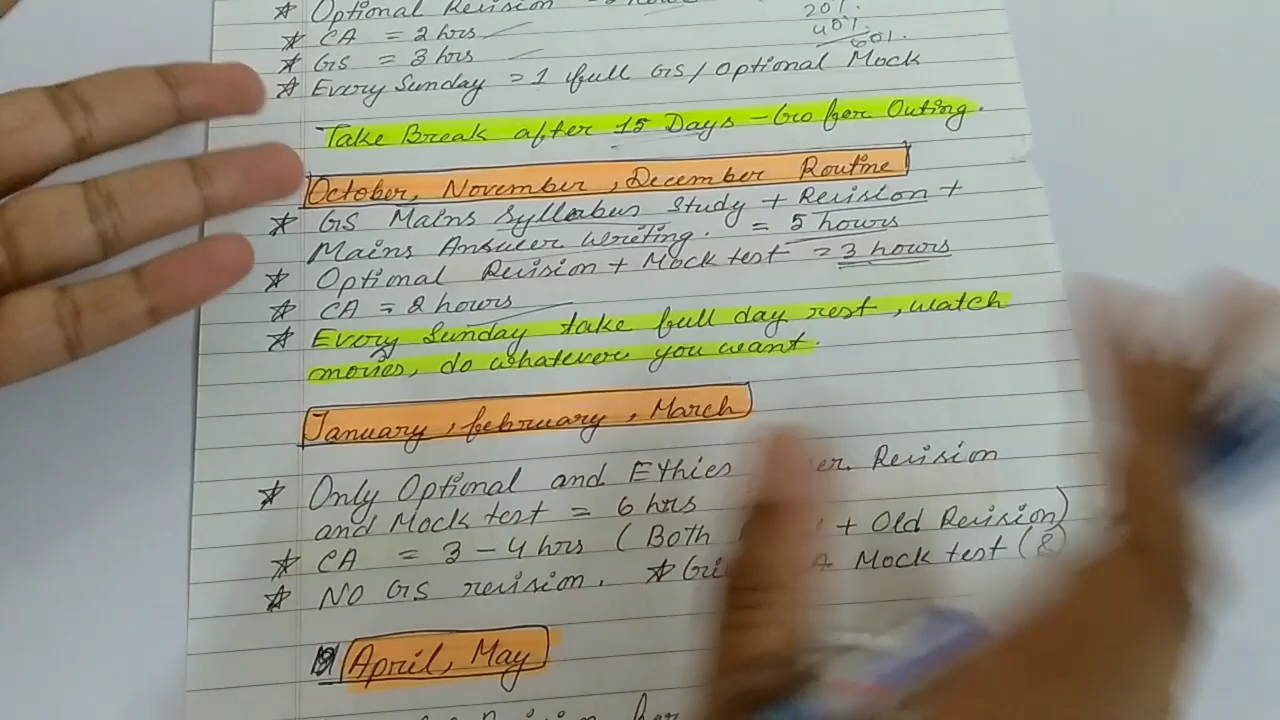 * Optional Revision
20%.
* CA = 2 hrs
40%.
60%.
* GS = 3 hrs
* Every Sunday = 1 full GS/Optional Mock
Take Break after 15 Days - Go for Outing.
October, November, December Routine
* GS Mains Syllabus Study + Revision +
Mains Answer Writing. = 5 hours
* Optional Revision + Mock test = 3 hours
* CA = 2 hours
* Every Sunday take full day rest, watch
movies, do whatever you want.
January, february, March
* Only Optional and Ethics Revision
and Mock test = 6 hrs
* CA = 3-4 hrs (Both + Old Revision)
* NO GS revision. * Mock test (8)
April, May